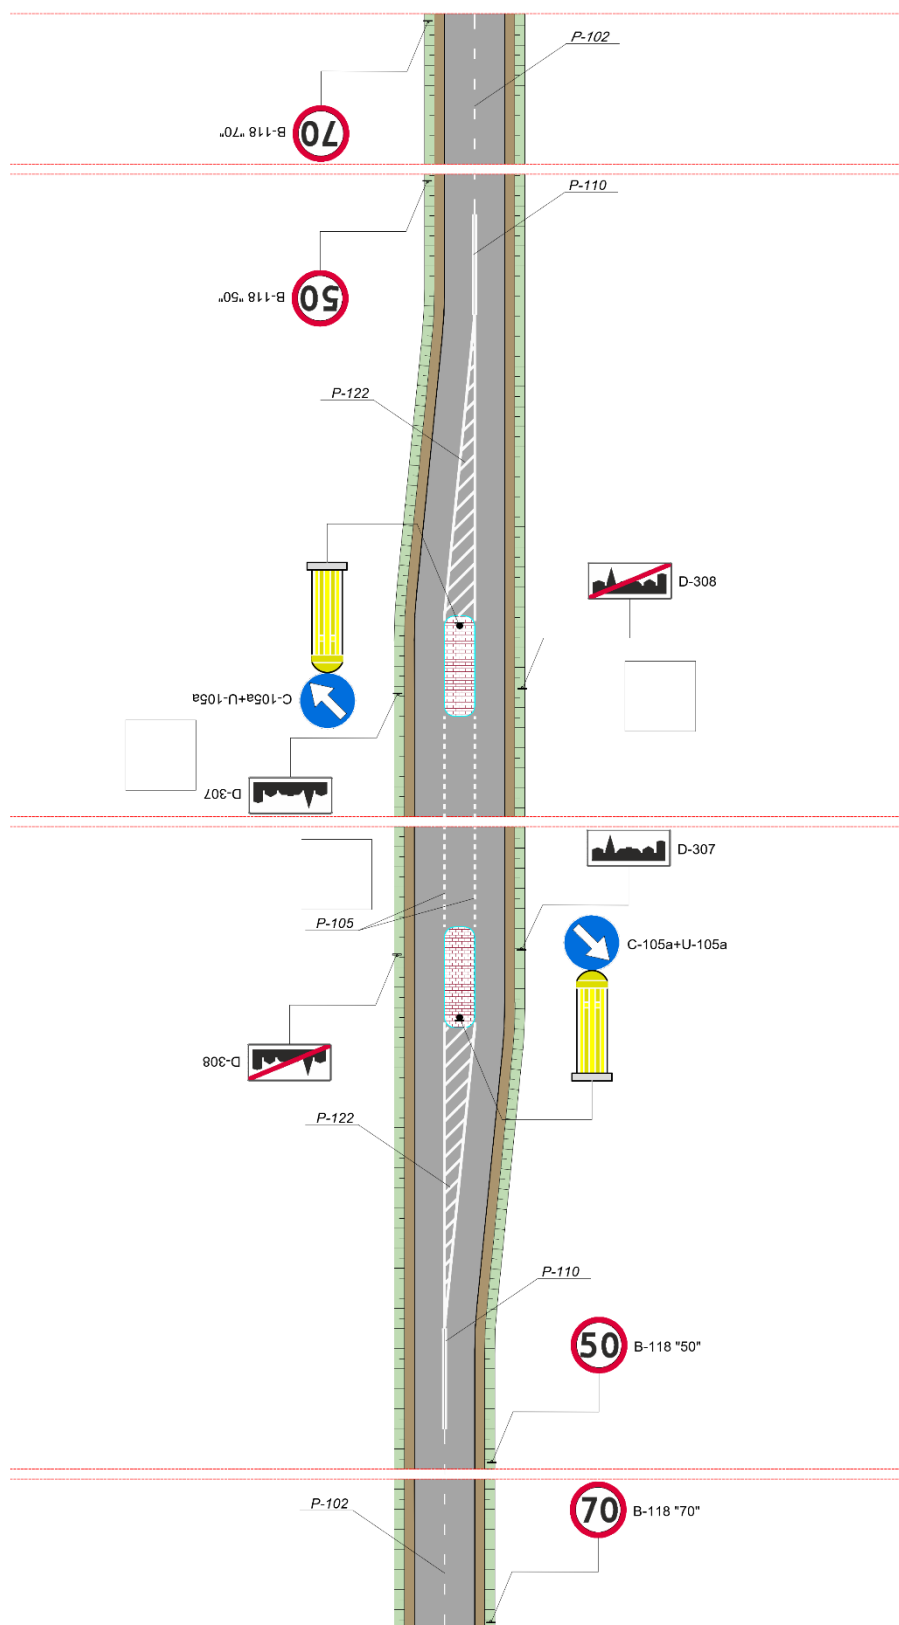 P-102
70
B-118 "70"
P-110
50
B-118 "50"
P-122
D-308
C-105a+U-105a
D-307
D-307
P-105
C-105a+U-105a
D-308
P-122
P-110
50
B-118 "50"
P-102
70
B-118 "70"